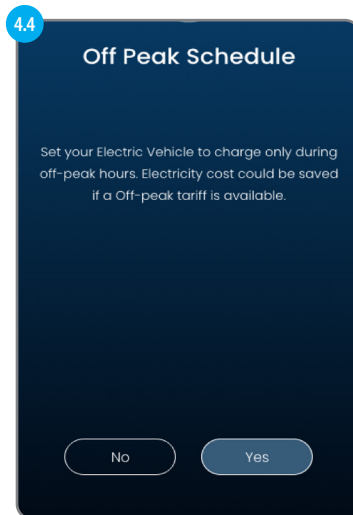 4.4
Off Peak Schedule
Set your Electric Vehicle to charge only during
off-peak hours. Electricity cost could be saved
if a Off-peak tariff is available.
No
Yes